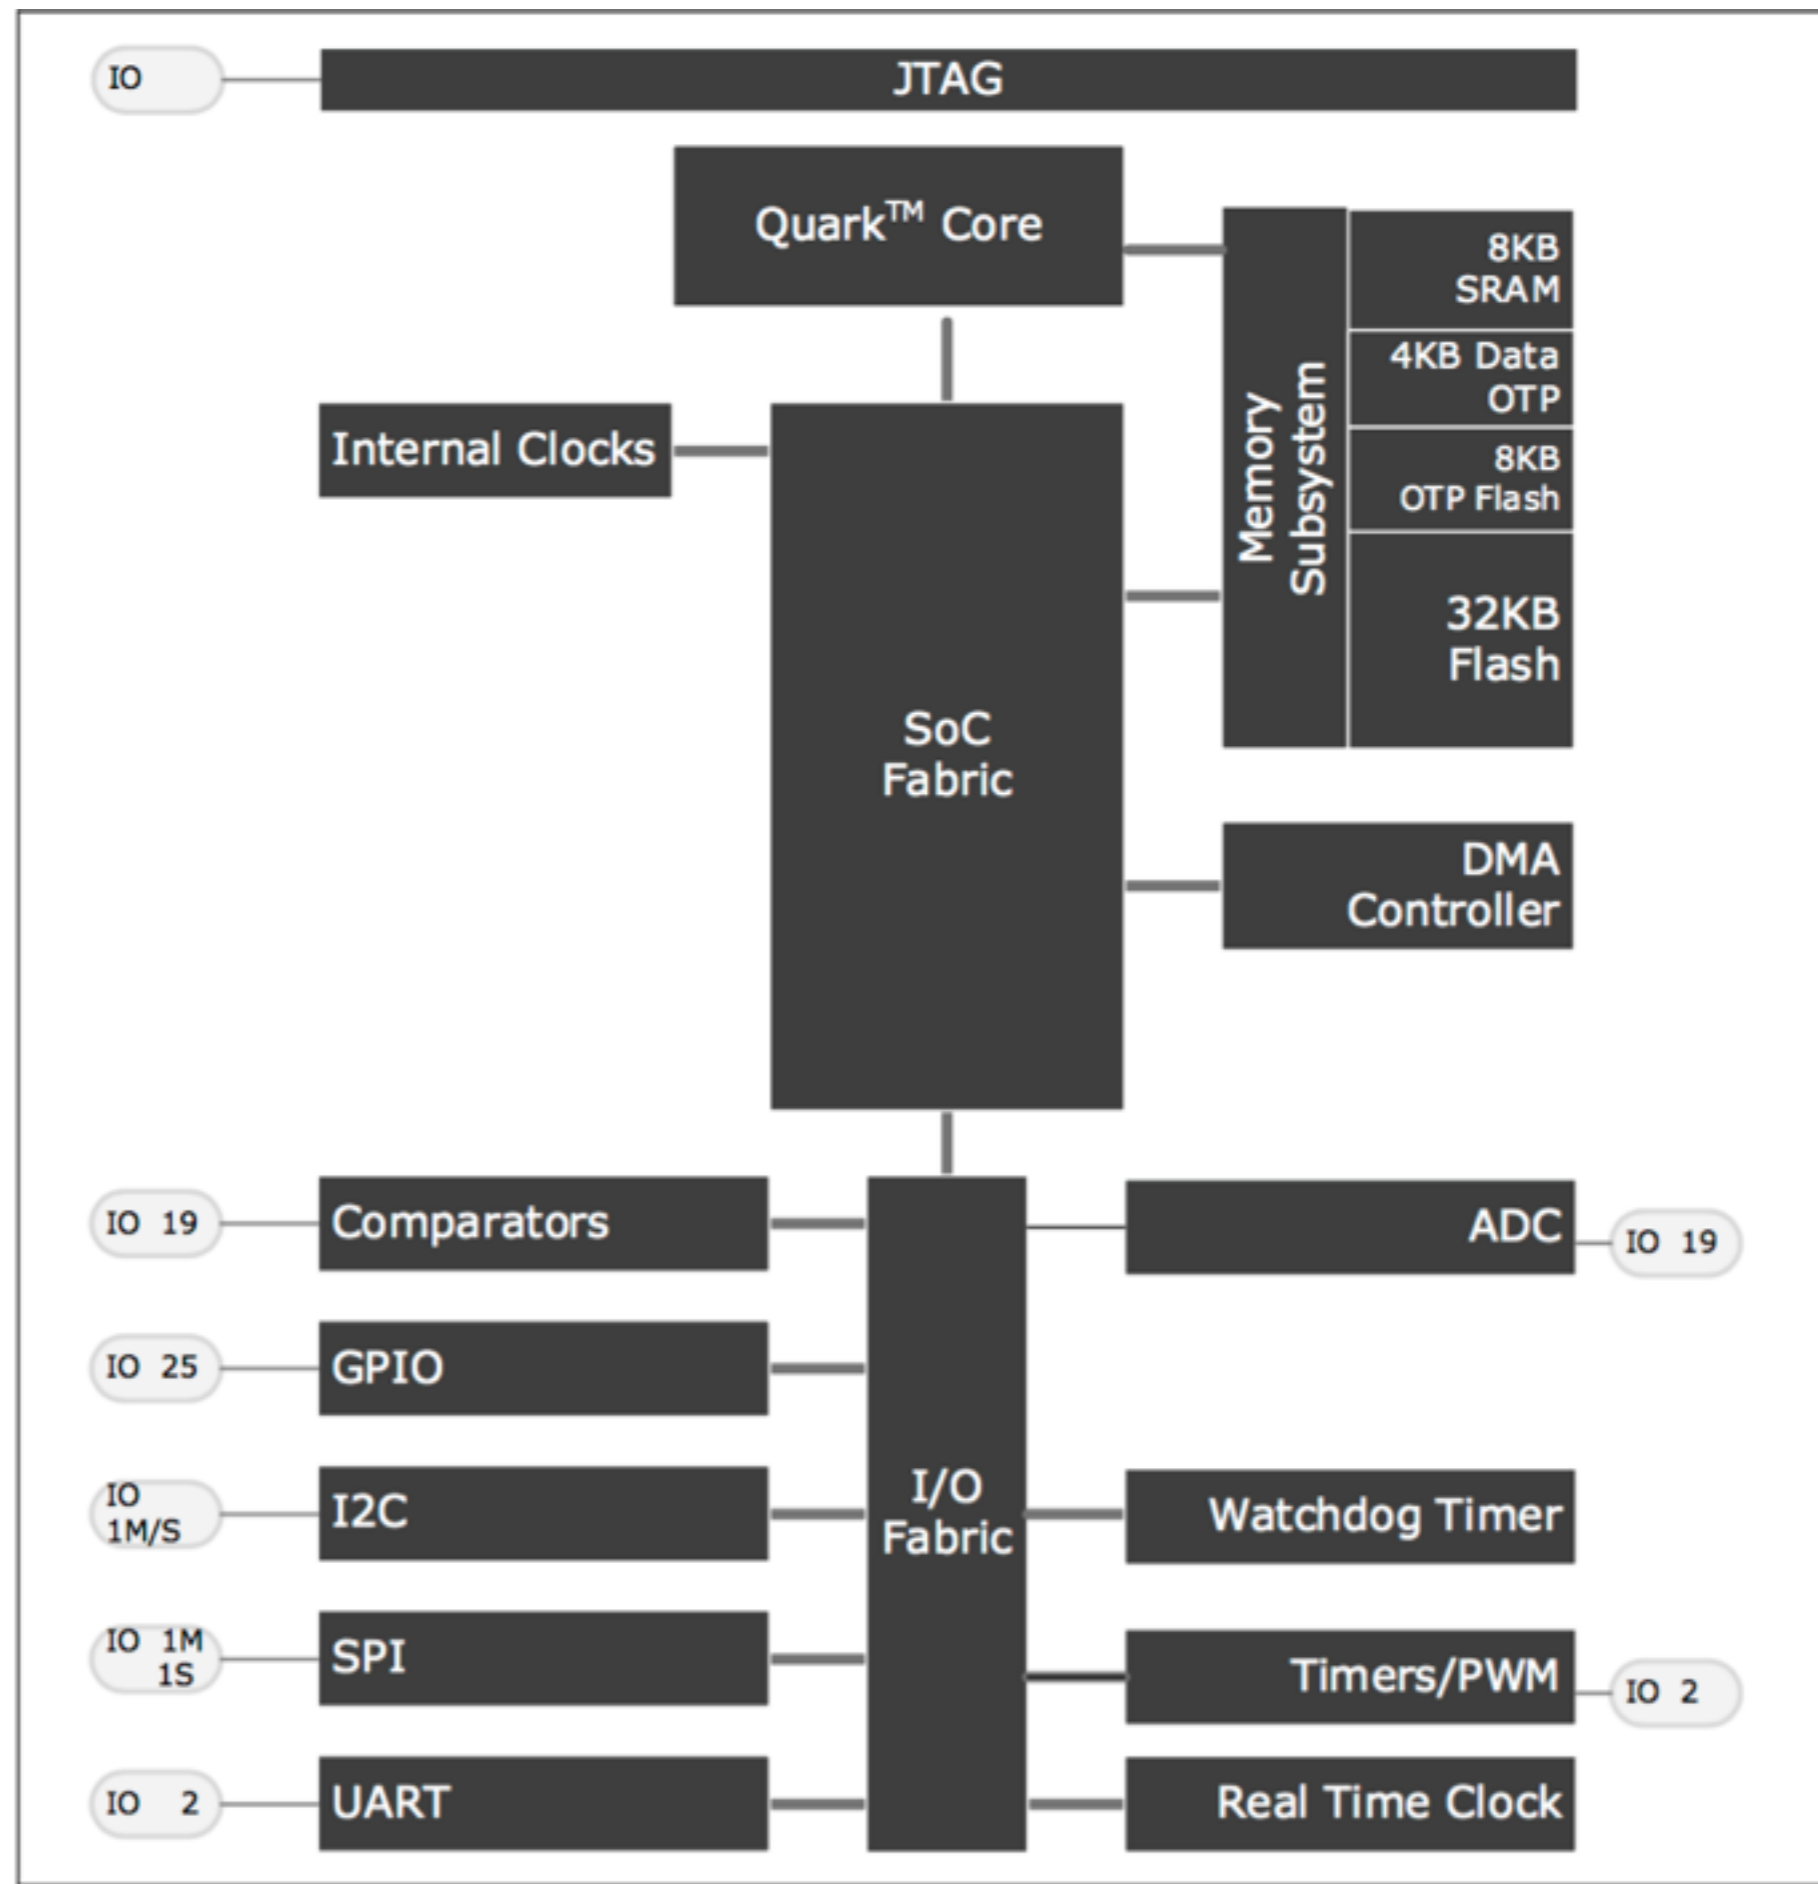 IO
JTAG
Quark™ Core
8KB
SRAM
4KB Data
OTP
8KB
OTP Flash
32KB
Flash
Memory
Subsystem
Internal Clocks
SoC
Fabric
DMA
Controller
IO 19
Comparators
ADC
IO 19
IO 25
GPIO
IO
1M/S
I2C
I/O
Fabric
Watchdog Timer
IO 1M
1S
SPI
Timers/PWM
IO 2
IO 2
UART
Real Time Clock